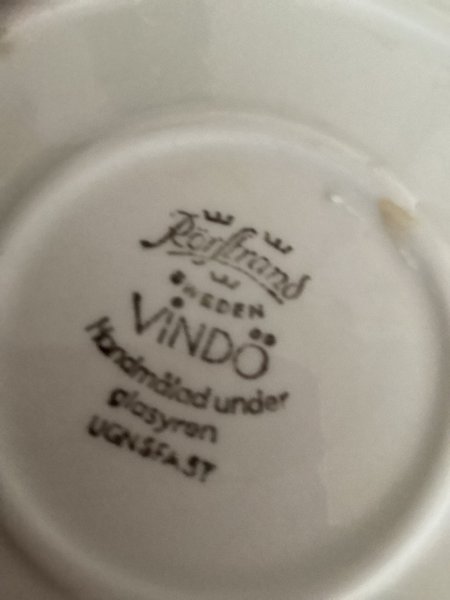 Rörstrand
SWEDEN
VINDÖ
Handmålad under
glasyren
UGNSFAST